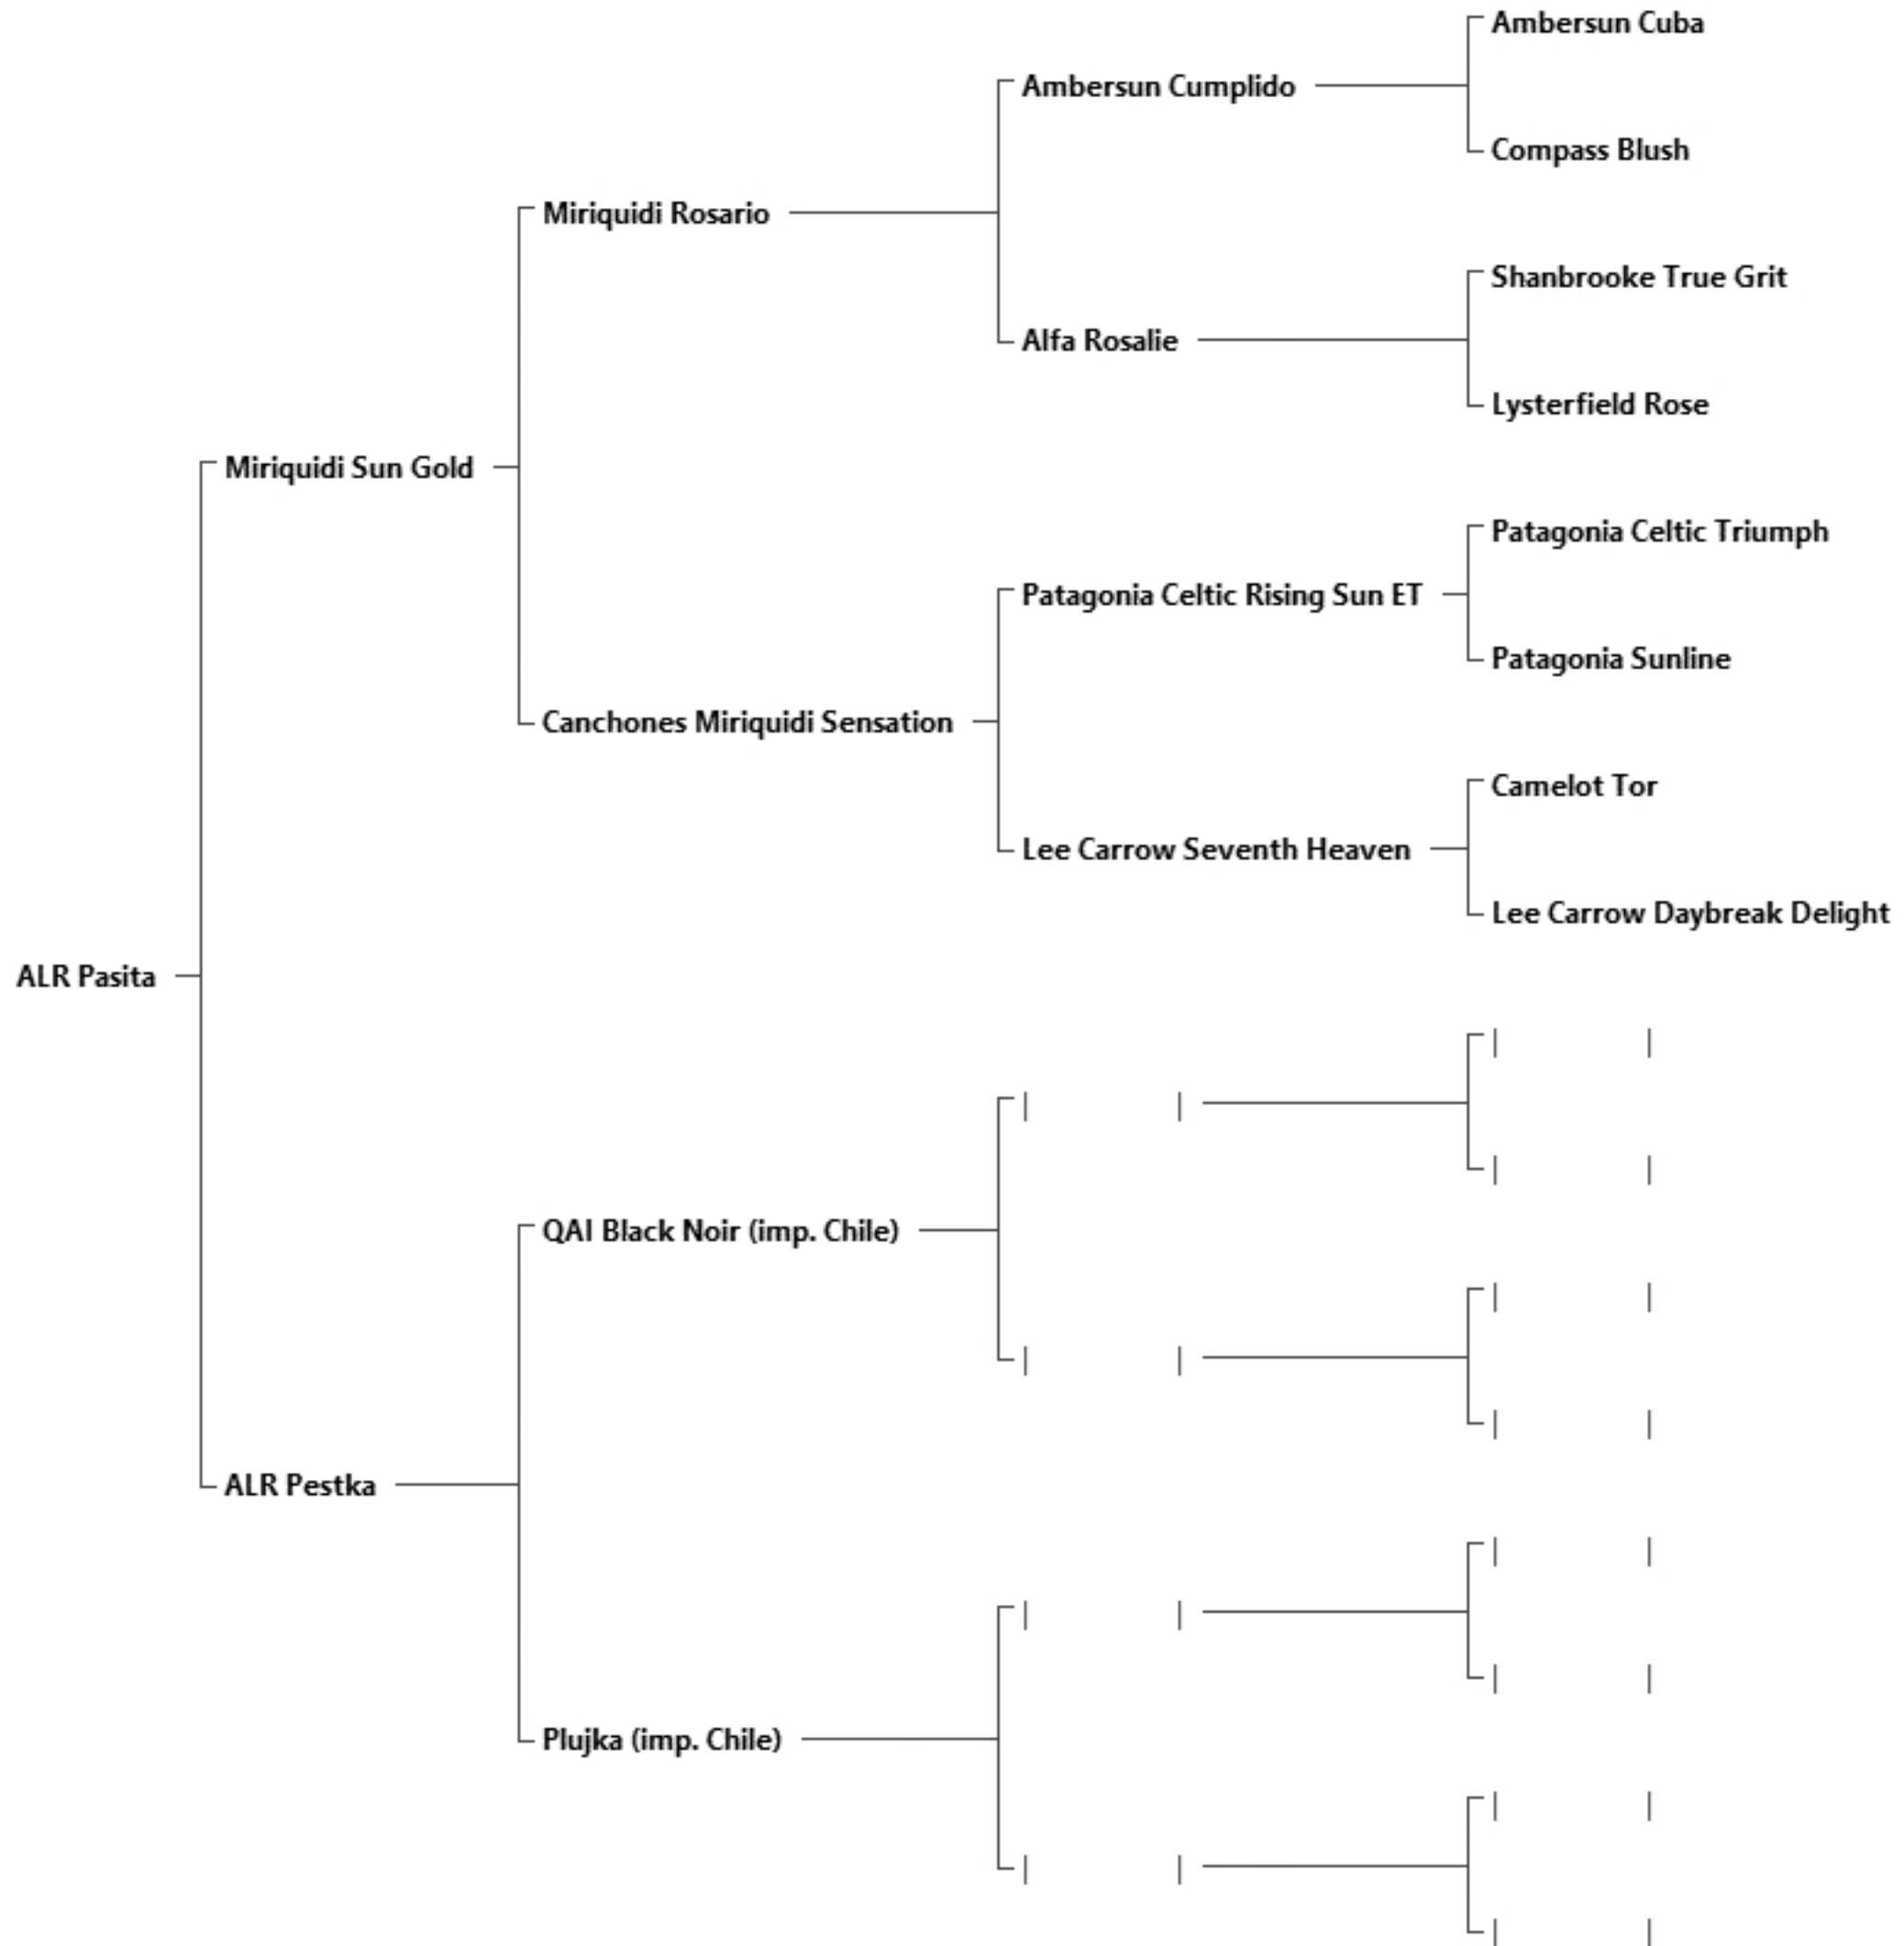 Ambersun Cuba
Ambersun Cumplido
Compass Blush
Miriquidi Rosario
Shanbrooke True Grit
Alfa Rosalie
Lysterfield Rose
Miriquidi Sun Gold
Patagonia Celtic Triumph
Patagonia Celtic Rising Sun ET
Patagonia Sunline
Canchones Miriquidi Sensation
Camelot Tor
Lee Carrow Seventh Heaven
Lee Carrow Daybreak Delight
ALR Pasita
QAI Black Noir (imp. Chile)
ALR Pestka
Plujka (imp. Chile)